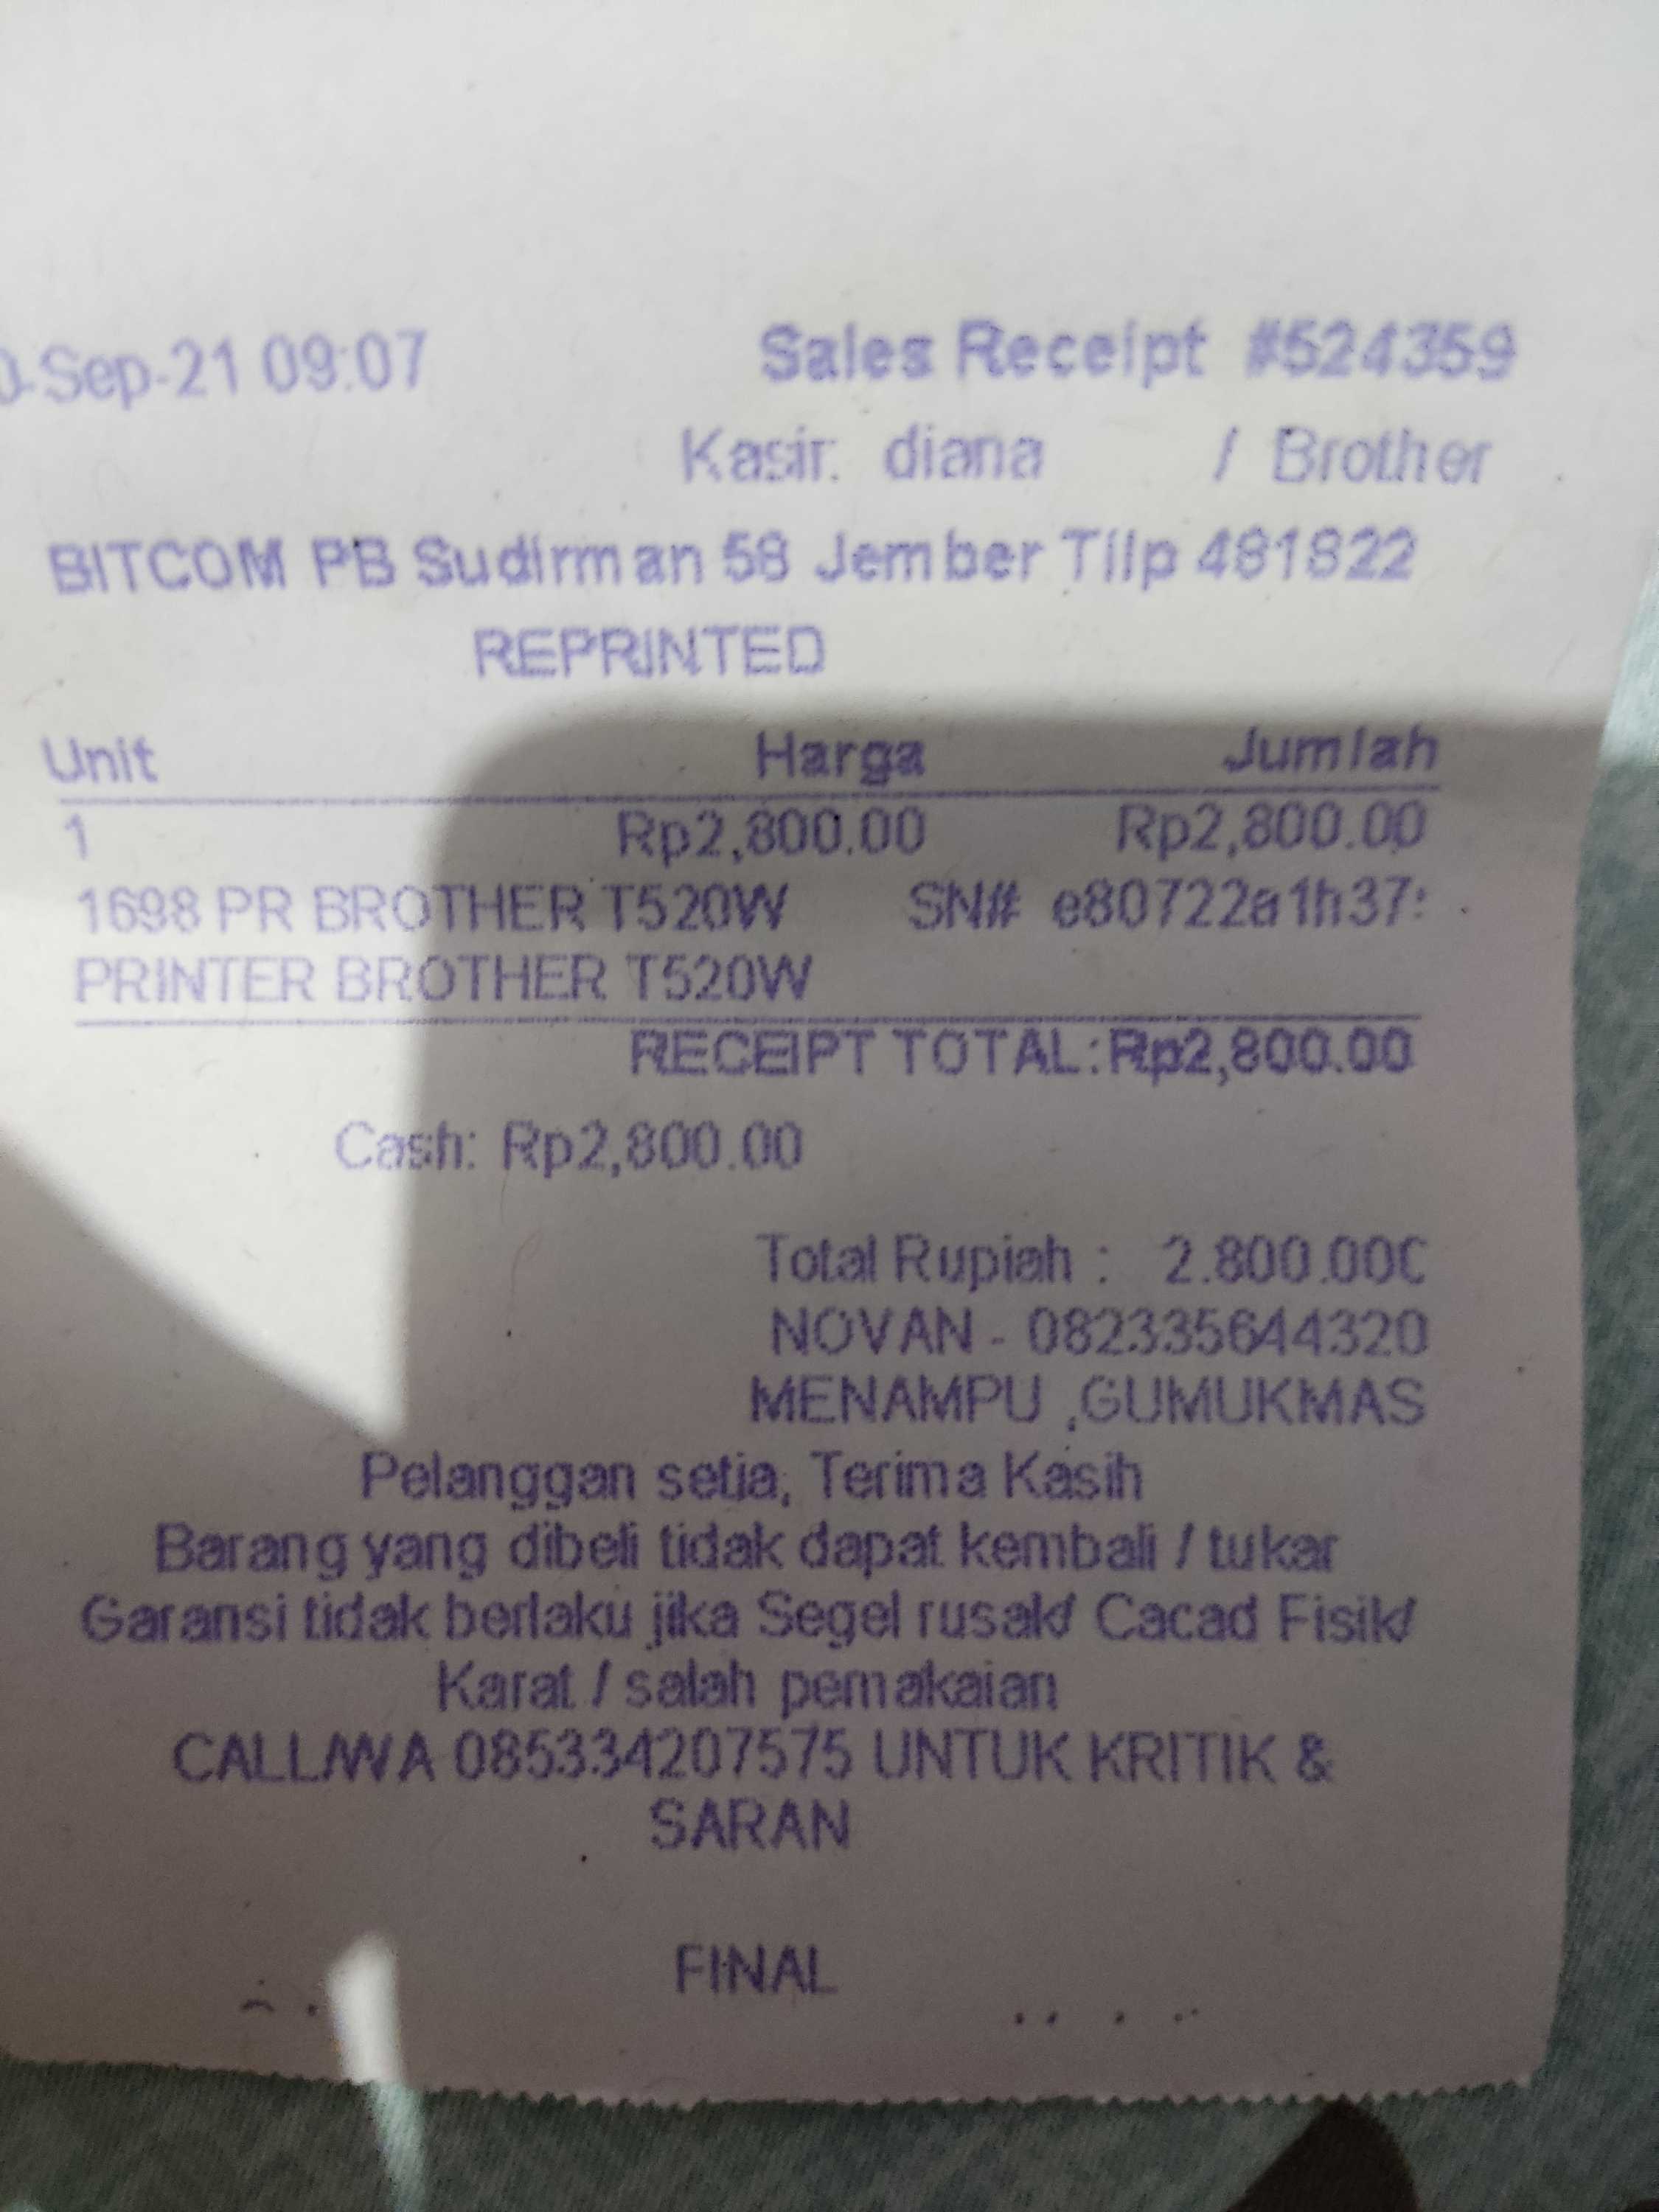 -Sep-21 09:07 Sales Receipt #524359
Kasir: diana / Brother
BITCOM PB Sudirman 58 Jember Tilp 481822
REPRINTED
Unit Harga Jumlah
1 Rp2,800.00 Rp2,800.00
1698 PR BROTHER T520W SN# e80722a1h37
PRINTER BROTHER T520W
RECEIPT TOTAL: Rp2,800.00
Cash: Rp2,800.00
Total Rupiah : 2.800.000
NOVAN - 082335644320
MENAMPU ,GUMUKMAS
Pelanggan setia, Terima Kasih
Barang yang dibeli tidak dapat kembali / tukar
Garansi tidak berlaku jika Segel rusak/ Cacad Fisik/
Karat / salah pemakaian
CALL/WA 085334207575 UNTUK KRITIK &
SARAN
FINAL